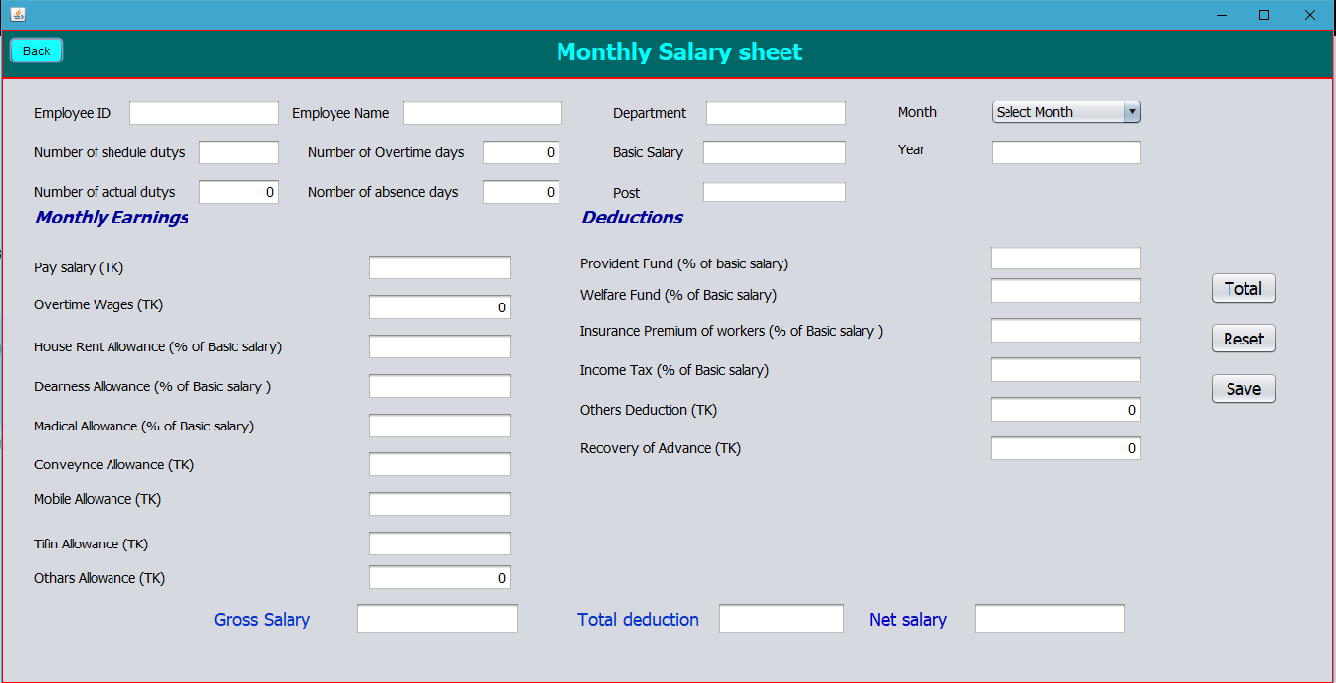 Back
Monthly Salary sheet
Employee ID
Employee Name
Department
Month
Select Month
Number of shedule dutys
Number of Overtime days
0
Basic Salary
Year
Number of actual dutys
0
Nomber of absence days
0
Post
Monthly Earnings
Deductions
Pay salary (TK)
Provident Fund (% of basic salary)
Overtime Wages (TK)
0
Welfare Fund (% of Basic salary)
Total
House Rent Allowance (% of Basic salary)
Insurance Premium of workers (% of Basic salary )
Reset
Dearness Allowance (% of Basic salary )
Income Tax (% of Basic salary)
Save
Madical Allowance (% of Basic salary)
Others Deduction (TK)
0
Conveynce Allowance (TK)
Recovery of Advance (TK)
0
Mobile Allowance (TK)
Tifin Allowance (TK)
Othars Allowance (TK)
0
Gross Salary
Total deduction
Net salary